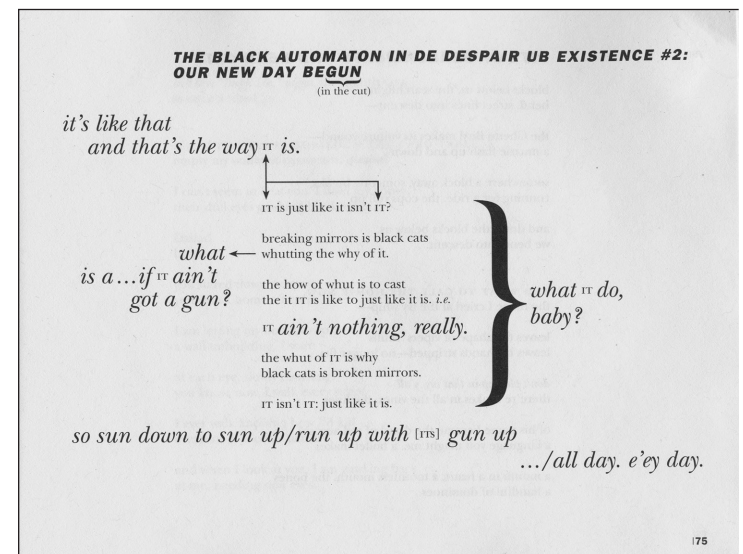 THE BLACK AUTOMATON IN DE DESPAIR UB EXISTENCE #2:
OUR NEW DAY BEGUN
(in the cut)
it's like that
and that's the way IT is.
IT is just like it isn't IT?
breaking mirrors is black cats
whutting the why of it.
what
is a...if IT ain't
got a gun?
the how of whut is to cast
the it IT is like to just like it is. i.e.
IT ain't nothing, really.
the whut of IT is why
black cats is broken mirrors.
IT isn't IT: just like it is.
what IT do,
baby?
so sun down to sun up/run up with [ITS] gun up
.../all day. e'ey day.
75